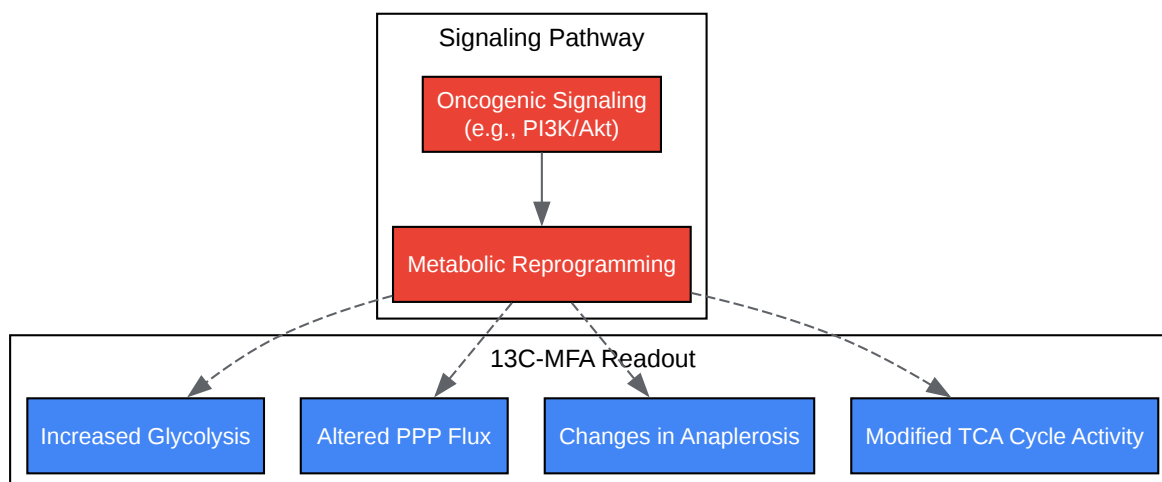 Signaling Pathway
Oncogenic Signaling
(e.g., PI3K/Akt)
Metabolic Reprogramming
13C-MFA Readout
Increased Glycolysis
Altered PPP Flux
Changes in Anaplerosis
Modified TCA Cycle Activity